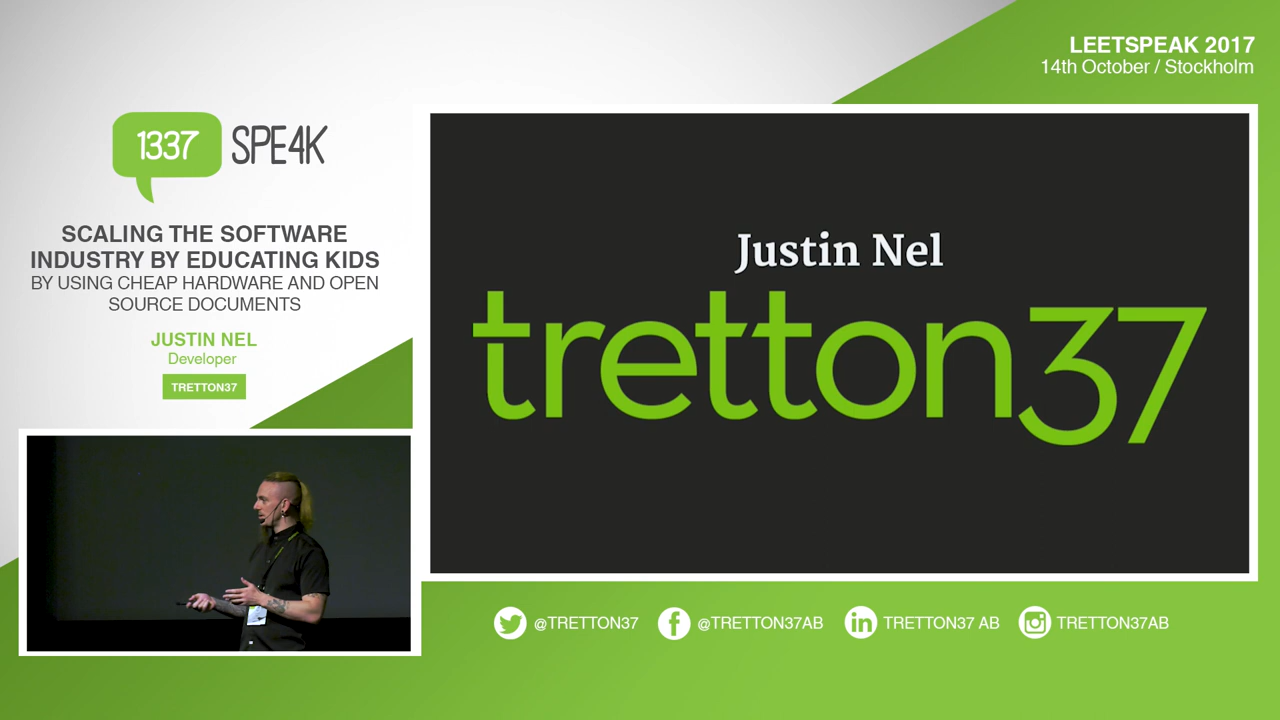 LEETSPEAK 2017
14th October / Stockholm
1337 SPE4K
SCALING THE SOFTWARE
INDUSTRY BY EDUCATING KIDS
BY USING CHEAP HARDWARE AND OPEN
SOURCE DOCUMENTS
JUSTIN NEL
Developer
TRETTON37
Justin Nel
tretton37
@TRETTON37
@TRETTON37AB
TRETTON37 AB
TRETTON37AB